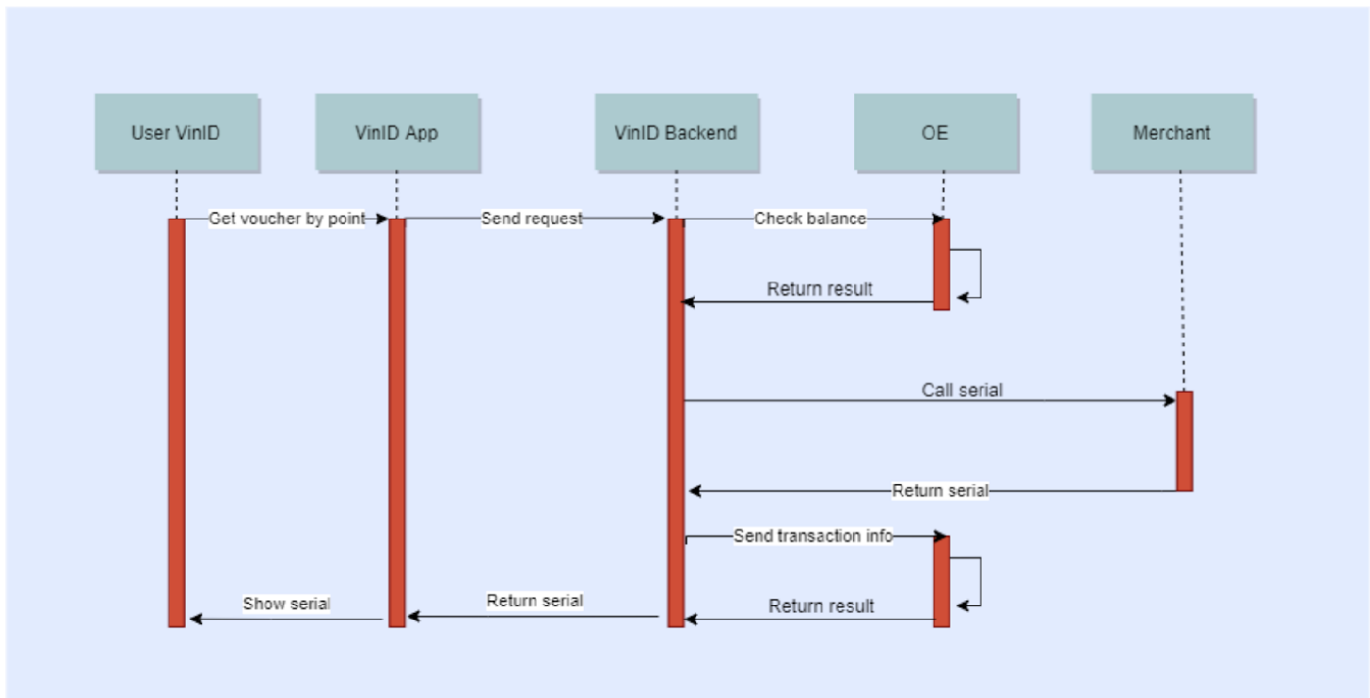 User VinID
VinID App
VinID Backend
OE
Merchant
Get voucher by point
Send request
Check balance
Return result
Call serial
Return serial
Send transaction info
Show serial
Return serial
Return result